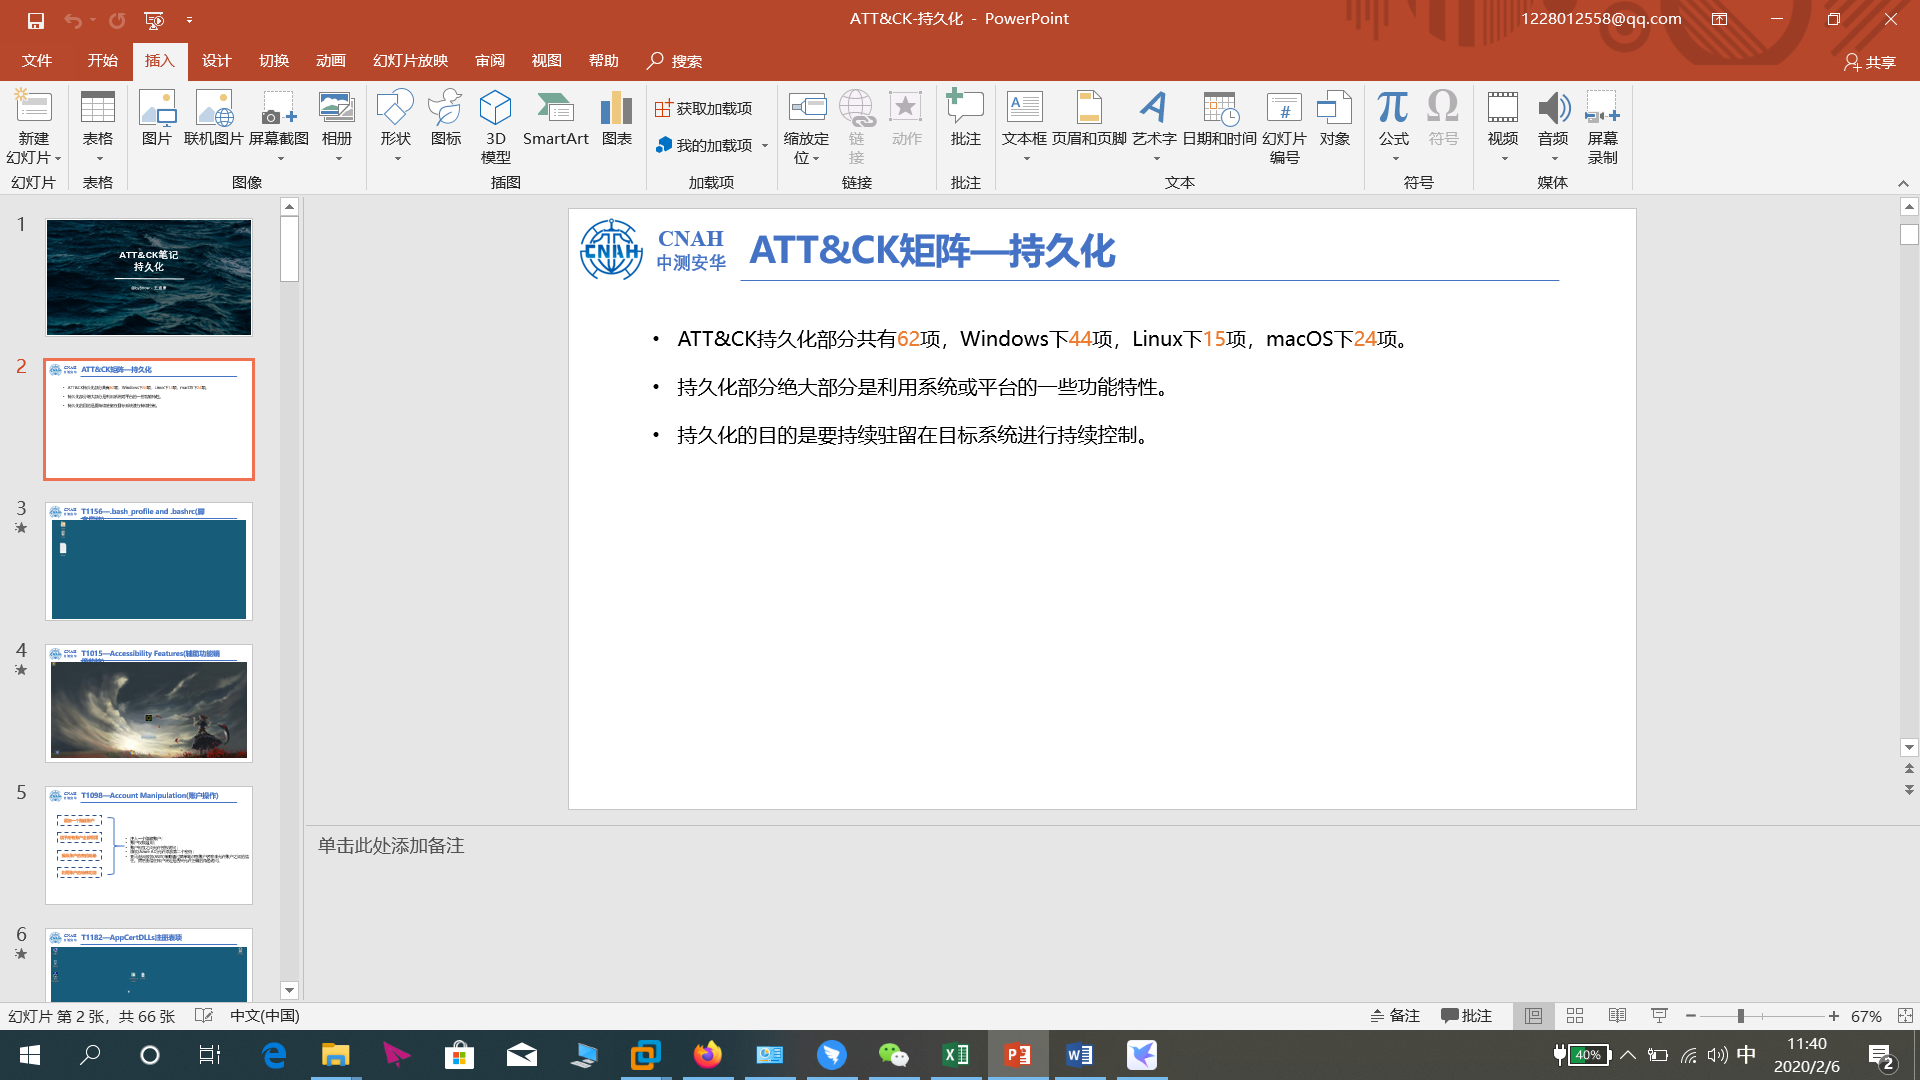 ATT&CK-持久化 - PowerPoint
1228012558@qq.com
文件 开始 插入 设计 切换 动画 幻灯片放映 审阅 视图 帮助 搜索
共享
新建
幻灯片
表格
图片
联机图片
屏幕截图
相册
形状
图标
3D
模型
SmartArt
图表
获取加载项
我的加载项
缩放定
位
链
接
动作
批注
文本框
页眉和页脚
艺术字
日期和时间
幻灯片
编号
对象
公式
符号
视频
音频
屏幕
录制
幻灯片 表格 图像 插图 加载项 链接 批注 文本 符号 媒体
1
ATT&CK笔记
持久化
2
ATT&CK矩阵—持久化
3
T1156—.bash_profile and .bashrc(脚
4
T1015—Accessibility Features(辅助功能镜
5
T1098—Account Manipulation(账户操作)
6
T1182—AppCertDLLs注册表项
CNAH
CNAH
中测安华
ATT&CK矩阵—持久化
• ATT&CK持久化部分共有62项，Windows下44项，Linux下15项，macOS下24项。
• 持久化部分绝大部分是利用系统或平台的一些功能特性。
• 持久化的目的是要持续驻留在目标系统进行持续控制。
单击此处添加备注
幻灯片 第 2 张，共 66 张 中文(中国)
备注 批注 67%
40%
中
11:40
2020/2/6
2